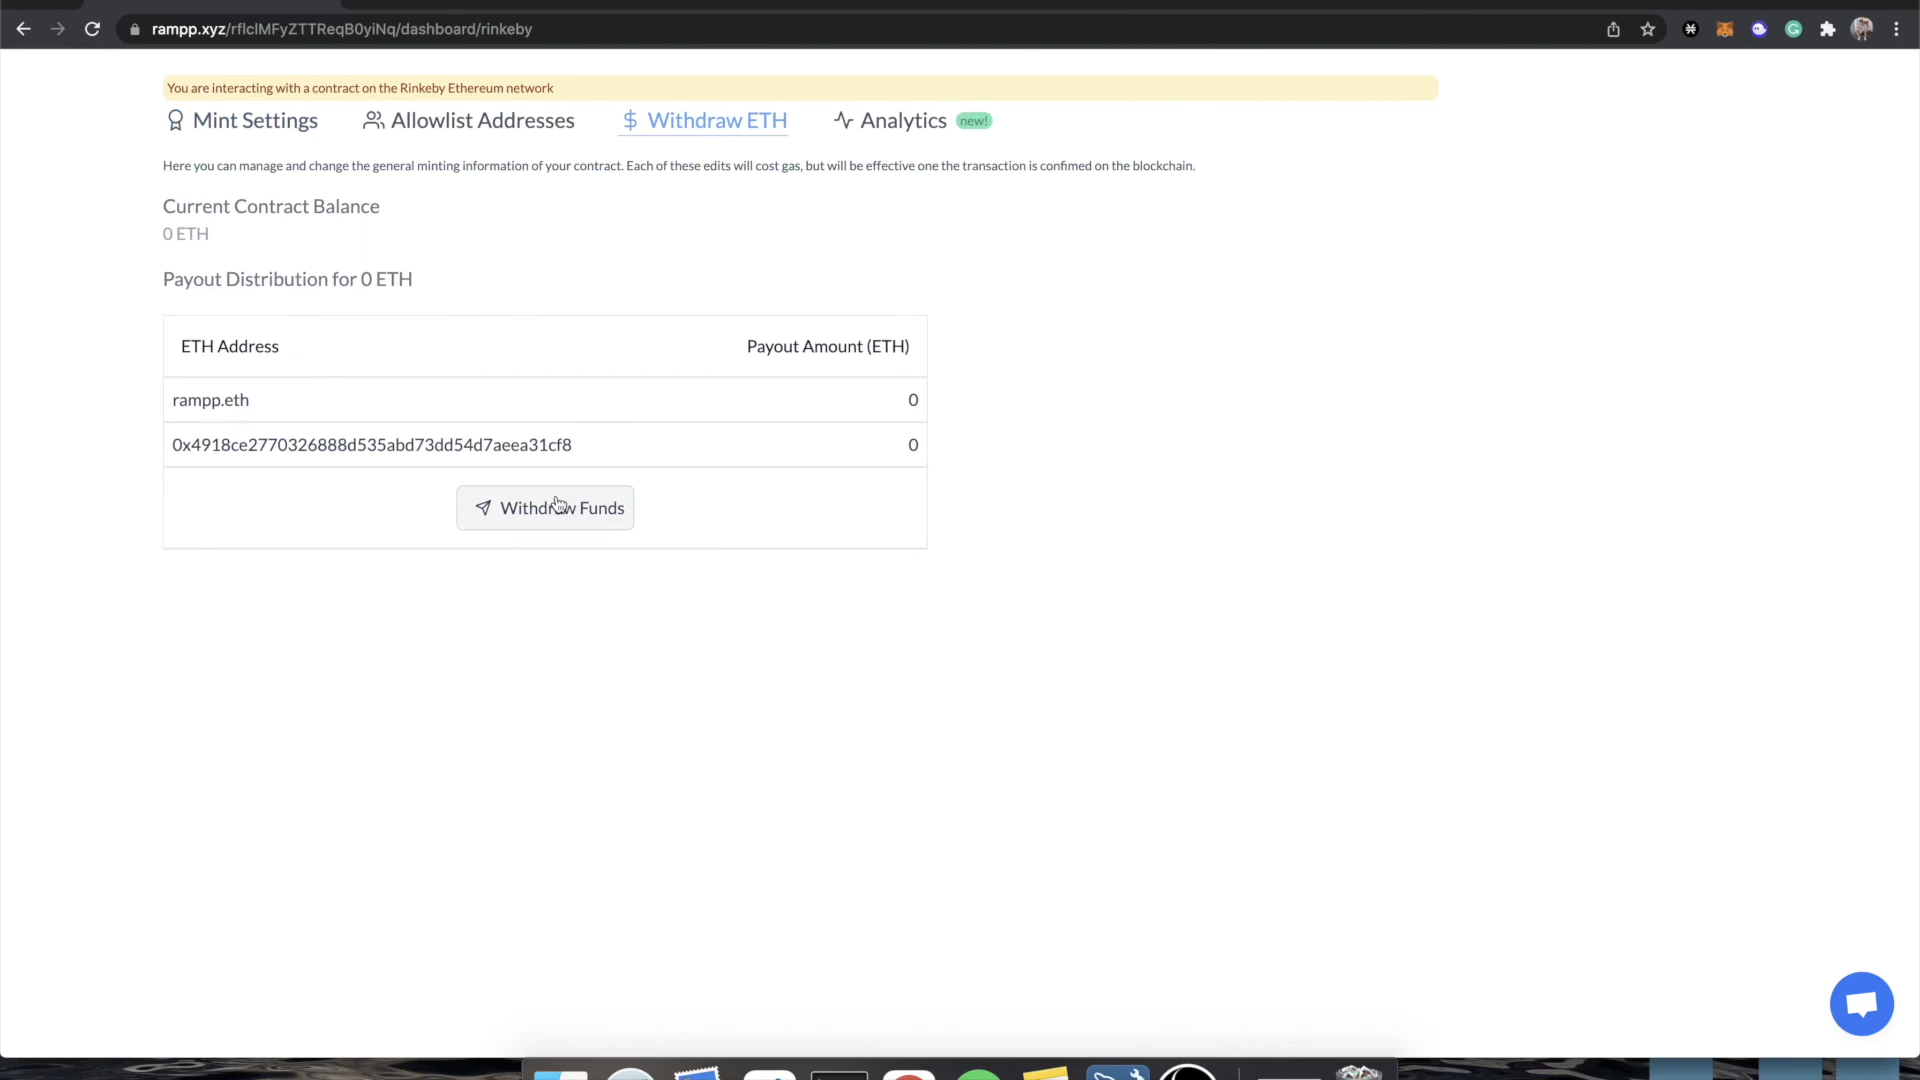 rampp.xyz/rflclMFyZTTReqB0yiNq/dashboard/rinkeby
You are interacting with a contract on the Rinkeby Ethereum network
Mint Settings
Allowlist Addresses
Withdraw ETH
Analytics new!
Here you can manage and change the general minting information of your contract. Each of these edits will cost gas, but will be effective one the transaction is confimed on the blockchain.
Current Contract Balance
0 ETH
Payout Distribution for 0 ETH
ETH Address Payout Amount (ETH)
rampp.eth 0
0x4918ce2770326888d535abd73dd54d7aeea31cf8 0
Withdraw Funds